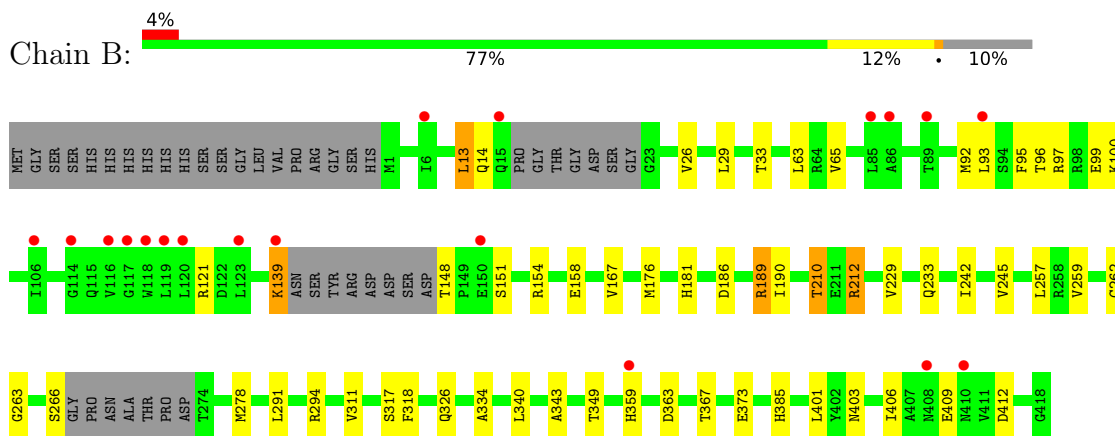 4%
Chain B:
77% 12% • 10%
MET GLY SER SER HIS HIS HIS HIS HIS HIS SER SER GLY LEU VAL PRO ARG GLY SER HIS M1 I6 L13 Q14 Q15 PRO GLY THR GLY ASP SER GLY G23 V26 L29 T33 L63 R64 V65 L85 A86 T89 M92 L93 S94 F95 T96 R97 R98 E99 K100
I106 G114 Q115 V116 G117 W118 L119 L120 R121 D122 L123 K139 ASN SER TYR ARG ASP ASP SER ASP T148 P149 E150 S151 R154 E158 V167 M176 H181 D186 R189 I190 T210 E211 R212 V229 Q233 I242 V245 L257 R258 V259 G262
G263 S266 GLY PRO ASN ALA THR PRO ASP T274 M278 L291 R294 V311 S317 F318 Q326 A334 L340 A343 T349 H359 D363 T367 E373 H385 L401 Y402 N403 I406 A407 N408 E409 N410 V411 D412 G418